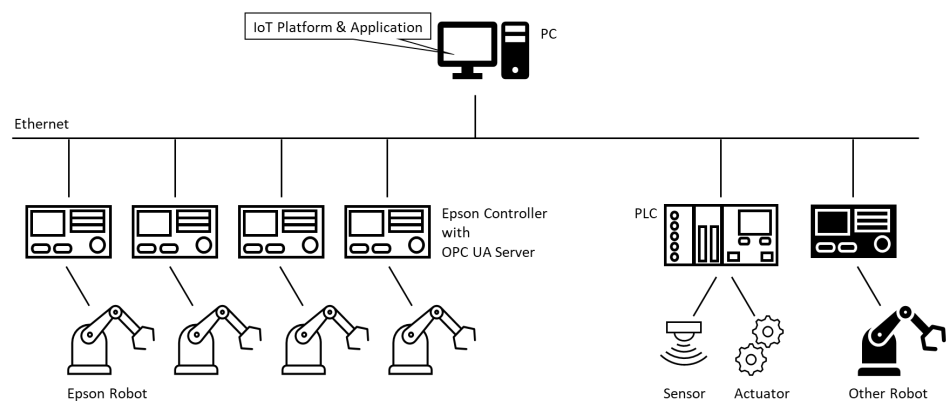 IoT Platform & Application
PC
Ethernet
Epson Controller
with
OPC UA Server
PLC
Epson Robot
Sensor
Actuator
Other Robot